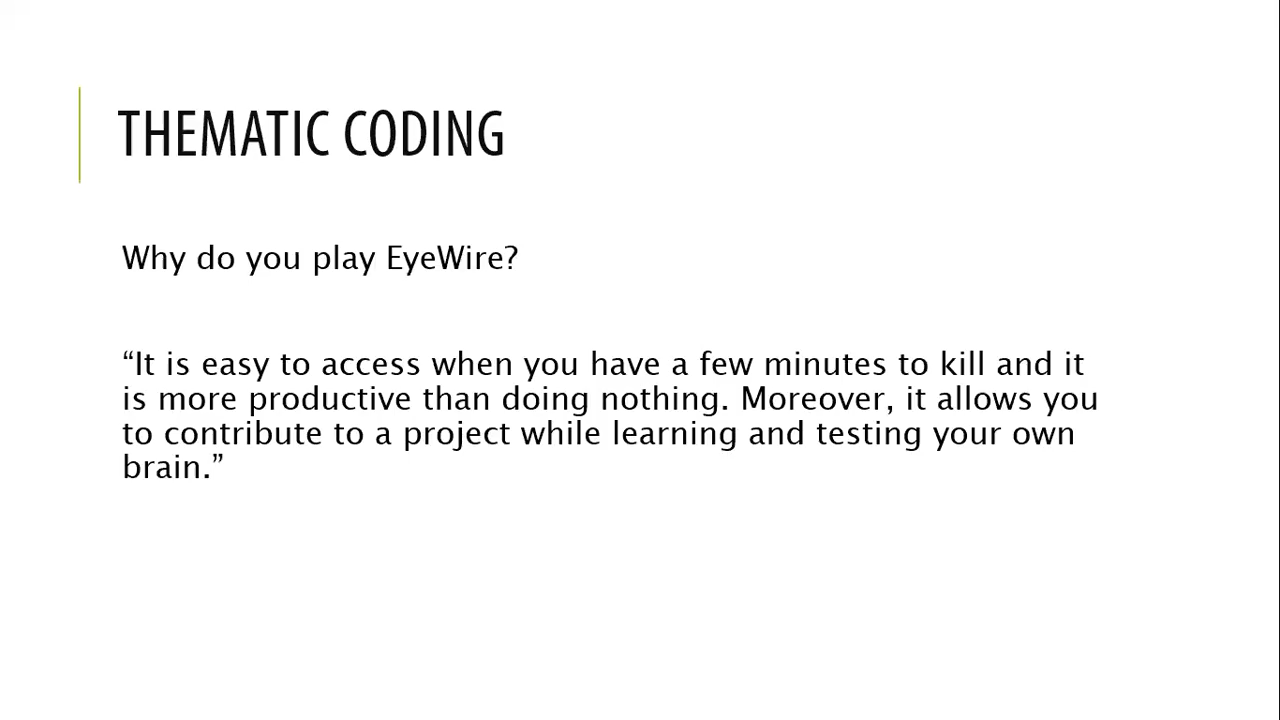 THEMATIC CODING
Why do you play EyeWire?
“It is easy to access when you have a few minutes to kill and it
is more productive than doing nothing. Moreover, it allows you
to contribute to a project while learning and testing your own
brain.”